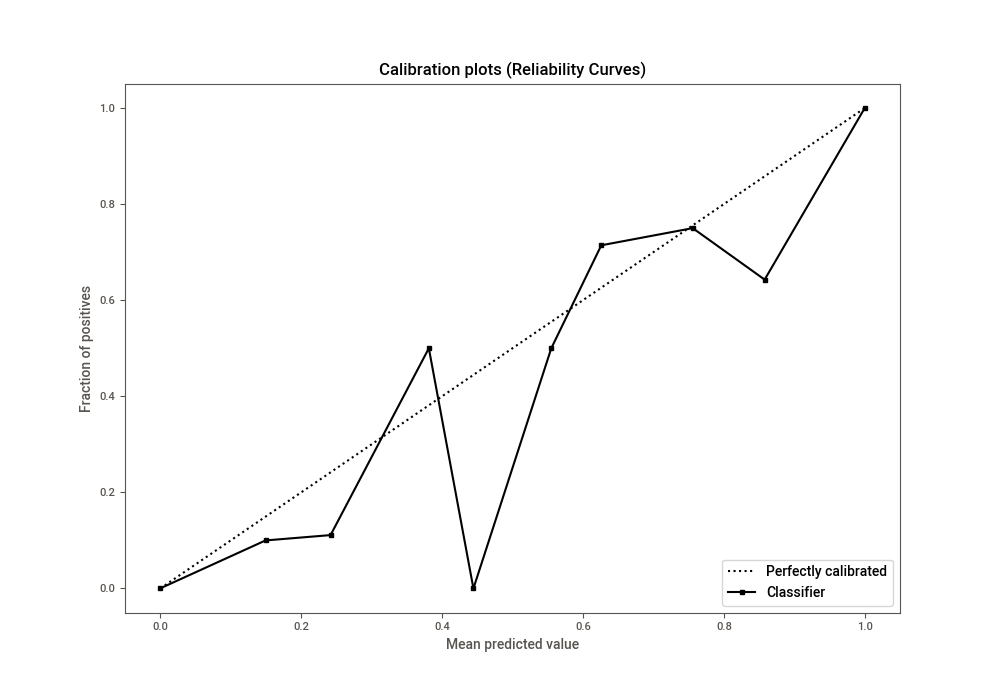 Calibration plots (Reliability Curves)
1.0
0.8
0.6
0.4
0.2
0.0
Fraction of positives
0.0 0.2 0.4 0.6 0.8 1.0
Mean predicted value
Perfectly calibrated
Classifier